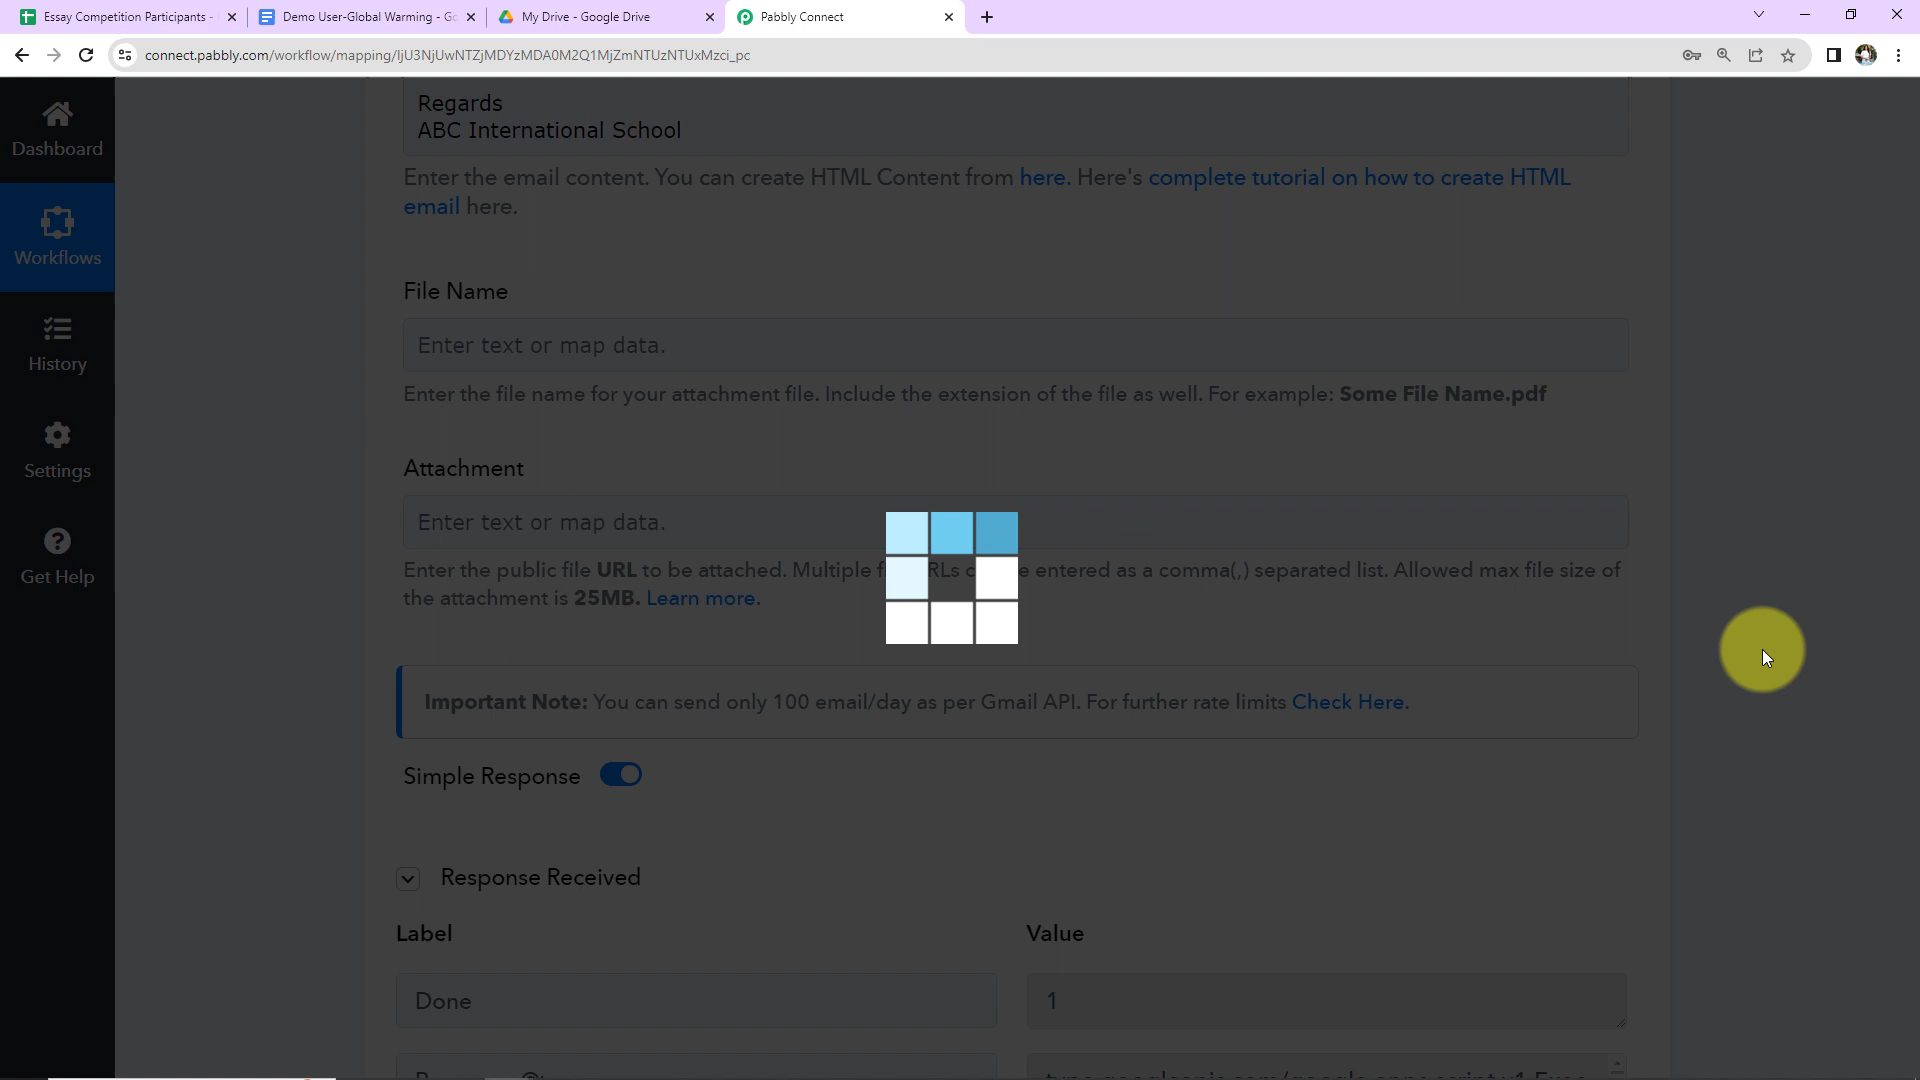 Essay Competition Participants -
Demo User-Global Warming - Go
My Drive - Google Drive
Pabbly Connect
connect.pabbly.com/workflow/mapping/IjU3NjUwNTZjMDYzMDA0M2Q1MjZmNTUzNTUxMzci_pc
Dashboard
Workflows
History
Settings
Get Help
Regards
ABC International School
Enter the email content. You can create HTML Content from here. Here's complete tutorial on how to create HTML
email here.
File Name
Enter text or map data.
Enter the file name for your attachment file. Include the extension of the file as well. For example: Some File Name.pdf
Attachment
Enter text or map data.
Enter the public file URL to be attached. Multiple entered as a comma(,) separated list. Allowed max file size of
the attachment is 25MB. Learn more.
Important Note: You can send only 100 email/day as per Gmail API. For further rate limits Check Here.
Simple Response
Response Received
Label
Value
Done
1